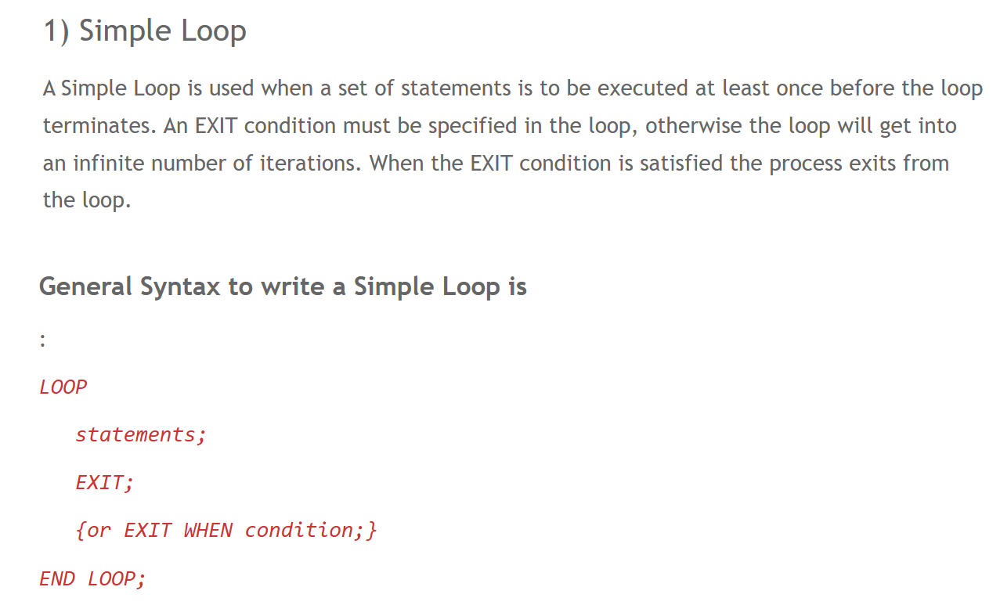 1) Simple Loop
A Simple Loop is used when a set of statements is to be executed at least once before the loop
terminates. An EXIT condition must be specified in the loop, otherwise the loop will get into
an infinite number of iterations. When the EXIT condition is satisfied the process exits from
the loop.
General Syntax to write a Simple Loop is
:
LOOP
statements;
EXIT;
{or EXIT WHEN condition;}
END LOOP;